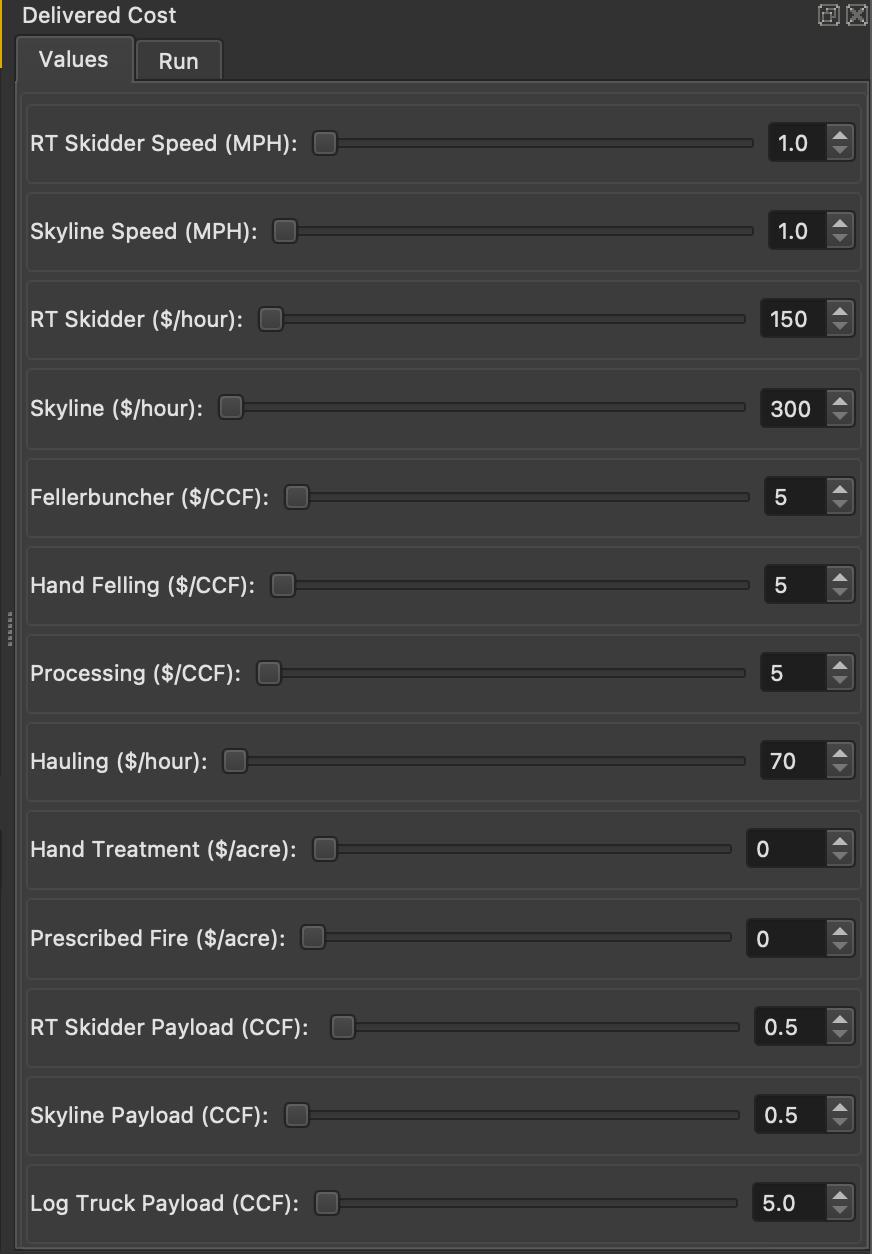 Delivered Cost
Values Run
RT Skidder Speed (MPH): 1.0
Skyline Speed (MPH): 1.0
RT Skidder ($/hour): 150
Skyline ($/hour): 300
Fellerbuncher ($/CCF): 5
Hand Felling ($/CCF): 5
Processing ($/CCF): 5
Hauling ($/hour): 70
Hand Treatment ($/acre): 0
Prescribed Fire ($/acre): 0
RT Skidder Payload (CCF): 0.5
Skyline Payload (CCF): 0.5
Log Truck Payload (CCF): 5.0